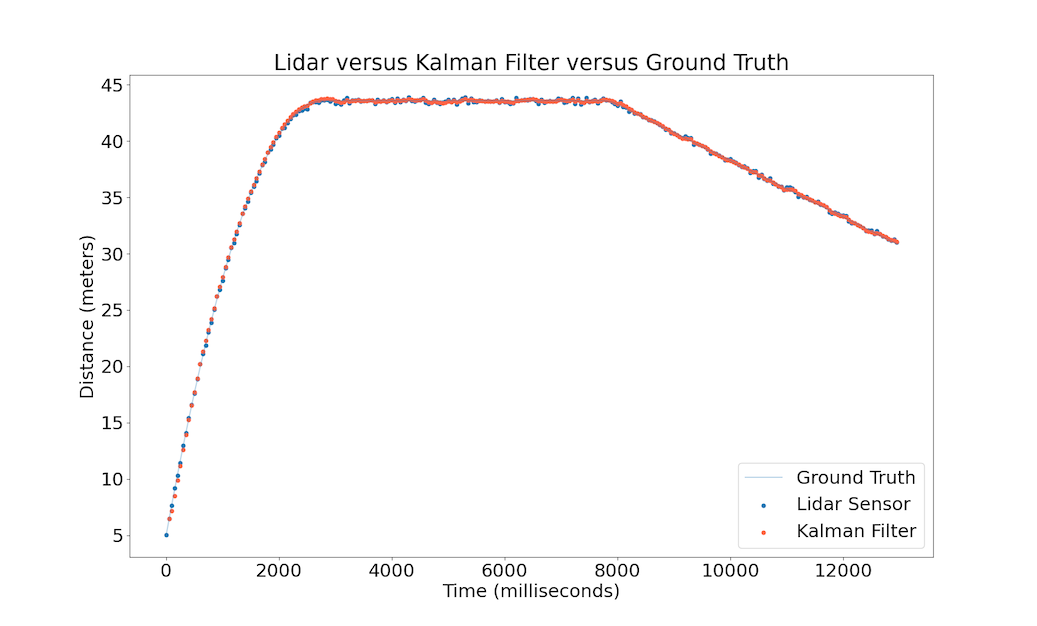 Lidar versus Kalman Filter versus Ground Truth
45
40
35
30
25
20
15
10
5
Distance (meters)
0 2000 4000 6000 8000 10000 12000
Time (milliseconds)
Ground Truth
Lidar Sensor
Kalman Filter